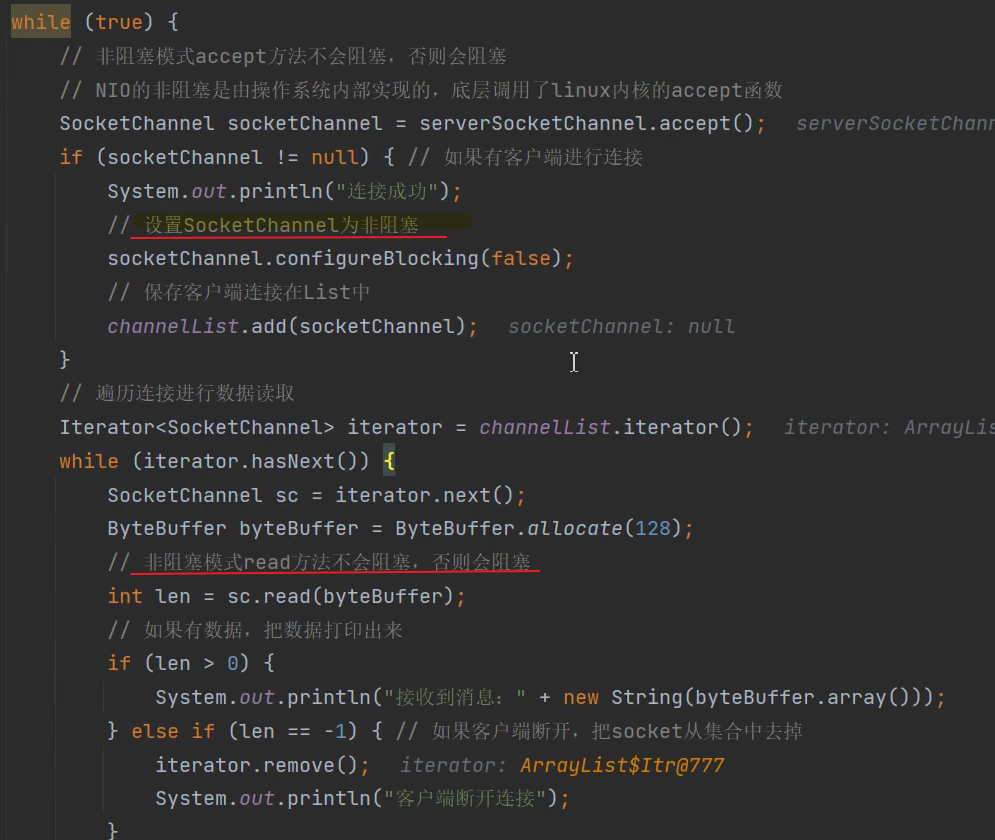 while (true) {
// 非阻塞模式accept方法不会阻塞，否则会阻塞
// NIO的非阻塞是由操作系统内部实现的，底层调用了linux内核的accept函数
SocketChannel socketChannel = serverSocketChannel.accept(); serverSocketChann
if (socketChannel != null) { // 如果有客户端进行连接
System.out.println("连接成功");
// 设置SocketChannel为非阻塞
socketChannel.configureBlocking(false);
// 保存客户端连接在List中
channelList.add(socketChannel); socketChannel: null
}
// 遍历连接进行数据读取
Iterator<SocketChannel> iterator = channelList.iterator(); iterator: ArrayLis
while (iterator.hasNext()) {
SocketChannel sc = iterator.next();
ByteBuffer byteBuffer = ByteBuffer.allocate(128);
// 非阻塞模式read方法不会阻塞，否则会阻塞
int len = sc.read(byteBuffer);
// 如果有数据，把数据打印出来
if (len > 0) {
System.out.println("接收到消息：" + new String(byteBuffer.array()));
} else if (len == -1) { // 如果客户端断开，把socket从集合中去掉
iterator.remove(); iterator: ArrayList$Itr@777
System.out.println("客户端断开连接");
}